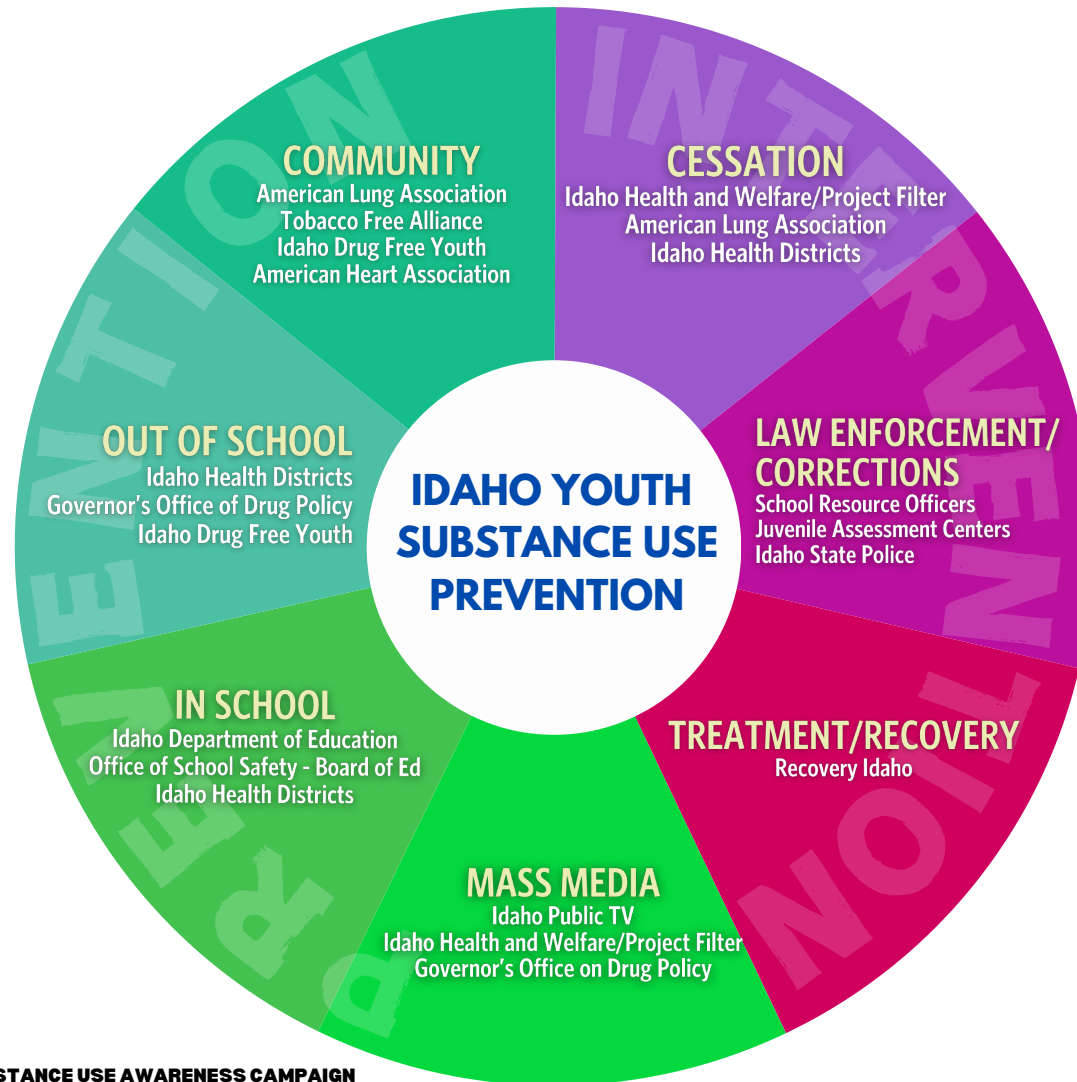 PREVENTION
INTERVENTION
COMMUNITY
American Lung Association
Tobacco Free Alliance
Idaho Drug Free Youth
American Heart Association
CESSATION
Idaho Health and Welfare/Project Filter
American Lung Association
Idaho Health Districts
OUT OF SCHOOL
Idaho Health Districts
Governor's Office of Drug Policy
Idaho Drug Free Youth
IDAHO YOUTH
SUBSTANCE USE
PREVENTION
LAW ENFORCEMENT/
CORRECTIONS
School Resource Officers
Juvenile Assessment Centers
Idaho State Police
IN SCHOOL
Idaho Department of Education
Office of School Safety - Board of Ed
Idaho Health Districts
TREATMENT/RECOVERY
Recovery Idaho
MASS MEDIA
Idaho Public TV
Idaho Health and Welfare/Project Filter
Governor's Office on Drug Policy
USE AWARENESS CAMPAIGN